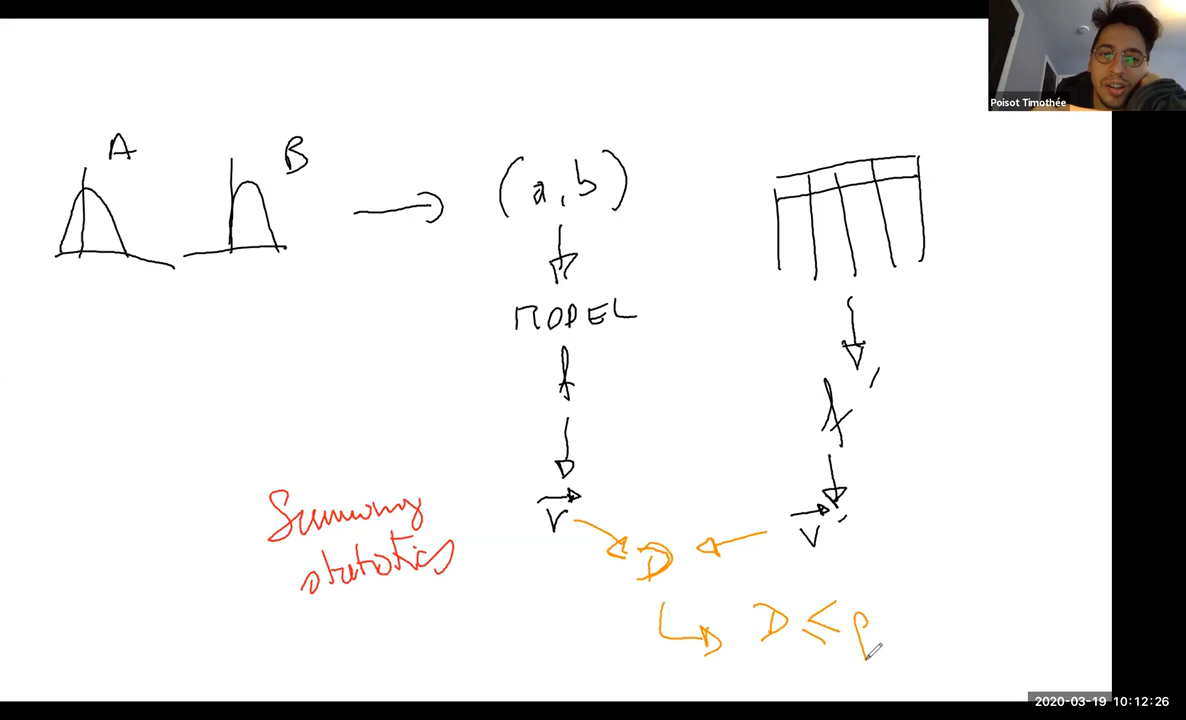 Poisot Timothée
A
B
(a, b)
MODEL
f
f'
v
v'
Summary
statistics
D
D ≤ ρ
2020-03-19 10:12:26